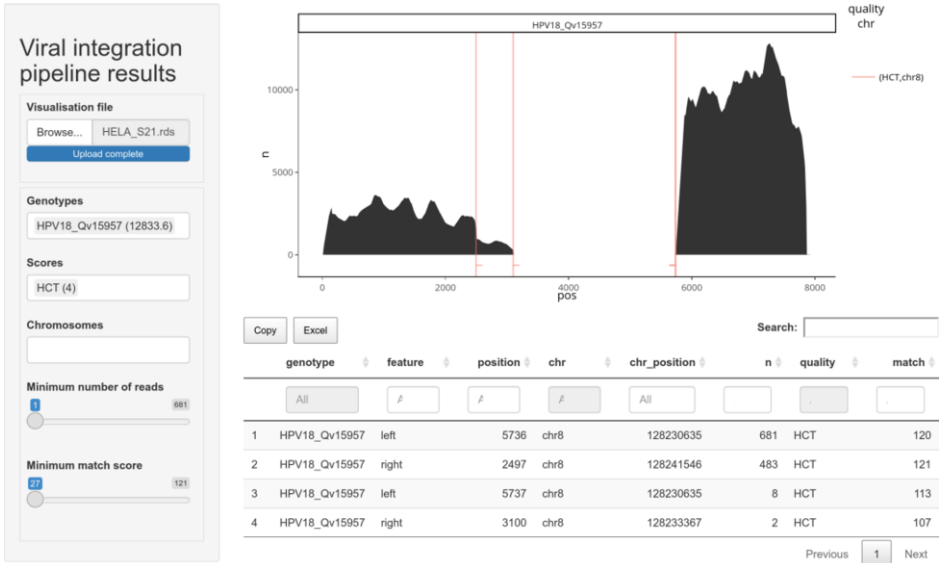 Viral integration
pipeline results
Visualisation file
Browse... HELA_S21.rds
Upload complete
Genotypes
HPV18_Qv15957 (12833.6)
Scores
HCT (4)
Chromosomes
Minimum number of reads
1 681
Minimum match score
27 121
HPV18_Qv15957
quality
chr
(HCT,chr8)
n
10000
5000
0
0 2000 4000 6000 8000
pos
Copy Excel Search:
genotype feature position chr chr_position n quality match
All All
1 HPV18_Qv15957 left 5736 chr8 128230635 681 HCT 120
2 HPV18_Qv15957 right 2497 chr8 128241546 483 HCT 121
3 HPV18_Qv15957 left 5737 chr8 128230635 8 HCT 113
4 HPV18_Qv15957 right 3100 chr8 128233367 2 HCT 107
Previous 1 Next